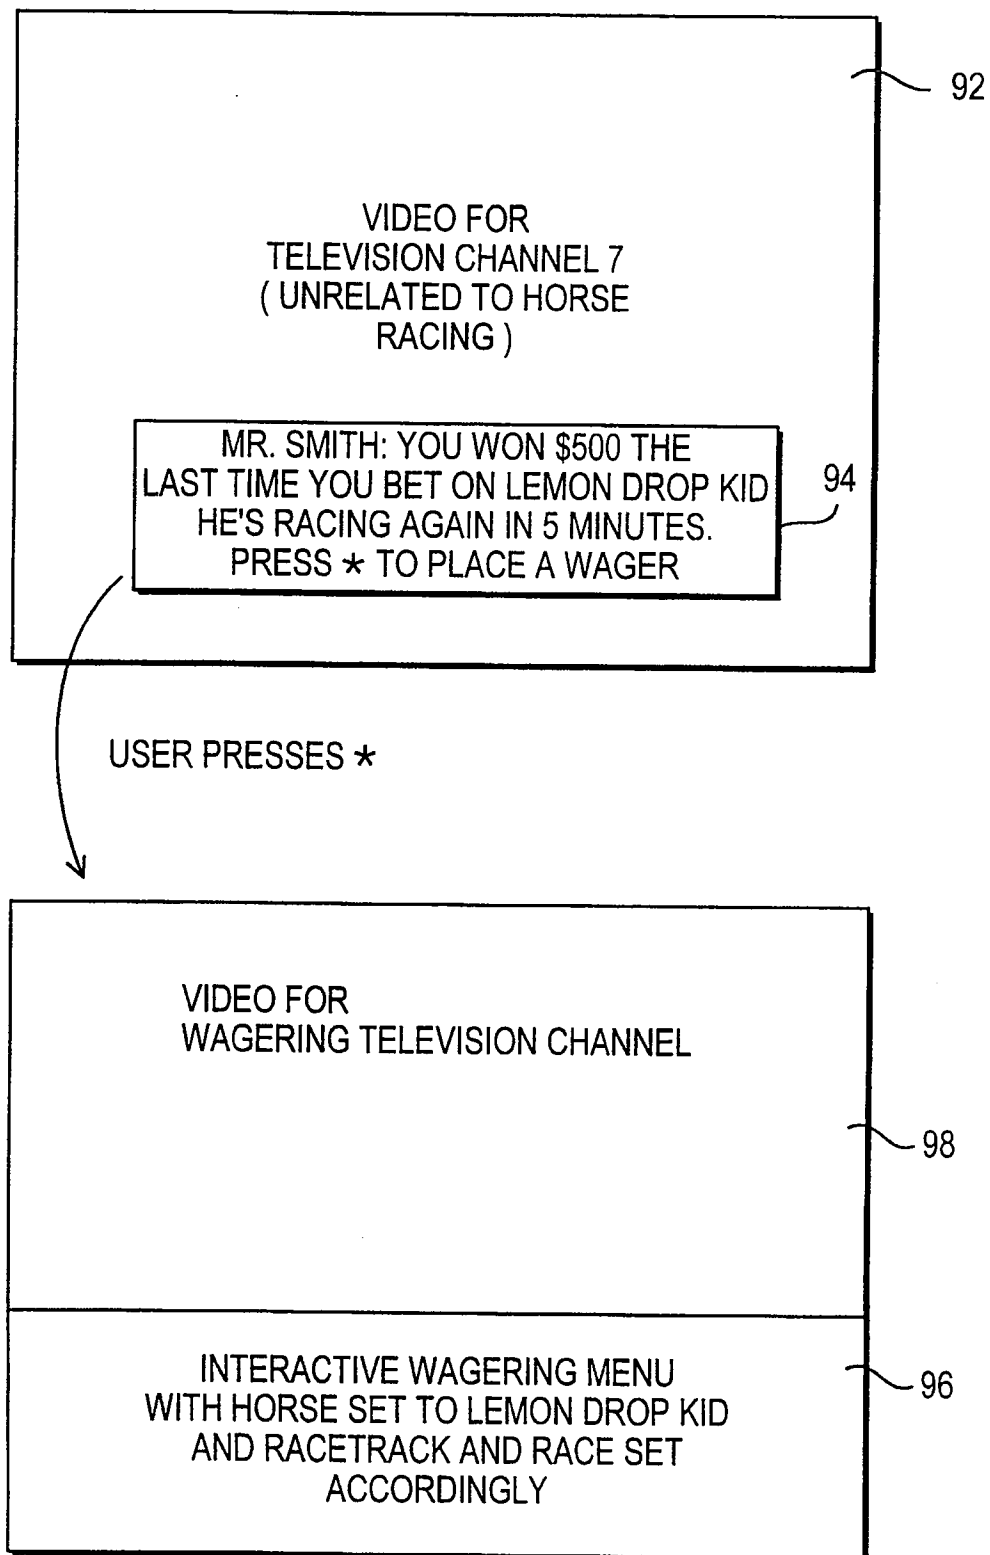 92
VIDEO FOR
TELEVISION CHANNEL 7
( UNRELATED TO HORSE
RACING )
MR. SMITH: YOU WON $500 THE
LAST TIME YOU BET ON LEMON DROP KID
HE'S RACING AGAIN IN 5 MINUTES.
PRESS * TO PLACE A WAGER
94
USER PRESSES *
VIDEO FOR
WAGERING TELEVISION CHANNEL
98
INTERACTIVE WAGERING MENU
WITH HORSE SET TO LEMON DROP KID
AND RACETRACK AND RACE SET
ACCORDINGLY
96